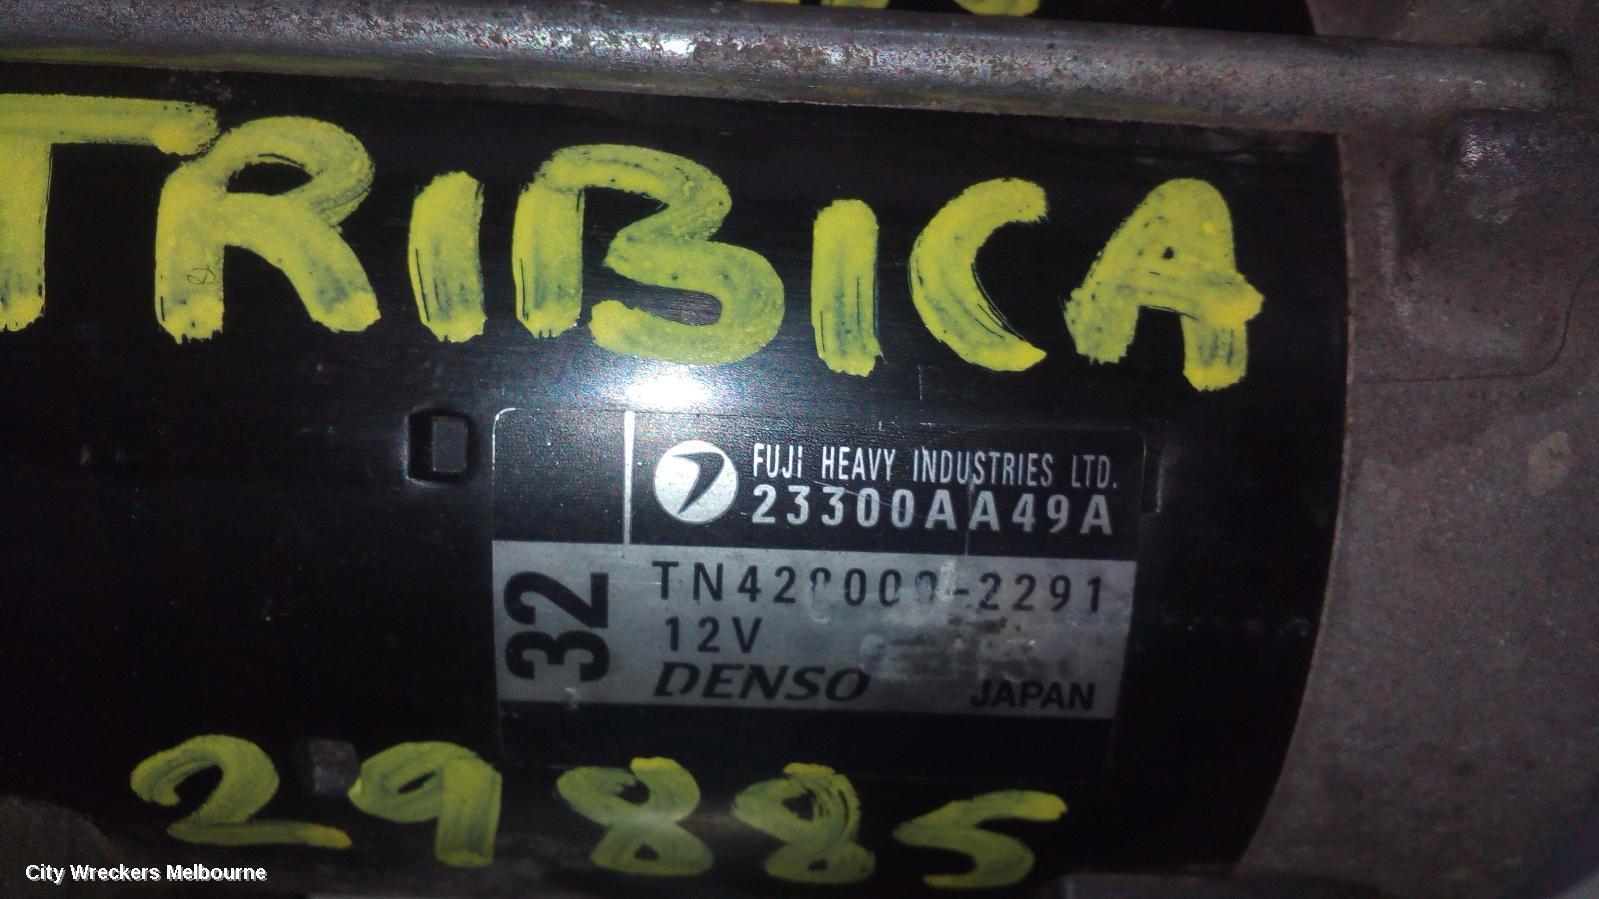 TRIBICA
FUJI HEAVY INDUSTRIES LTD.
23300AA49A
32
TN428000-2291
12V
DENSO
JAPAN
29885
City Wreckers Melbourne